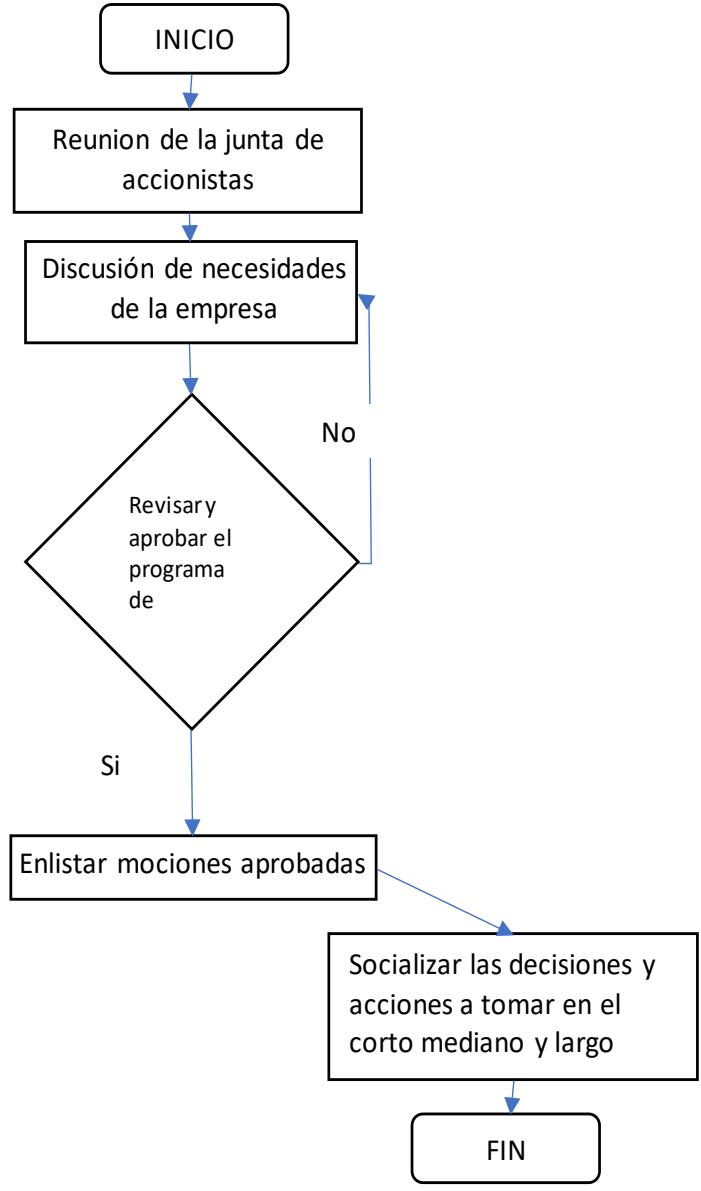 INICIO
Reunion de la junta de
accionistas
Discusión de necesidades
de la empresa
No
Revisar y
aprobar el
programa
de
Si
Enlistar mociones aprobadas
Socializar las decisiones y
acciones a tomar en el
corto mediano y largo
FIN